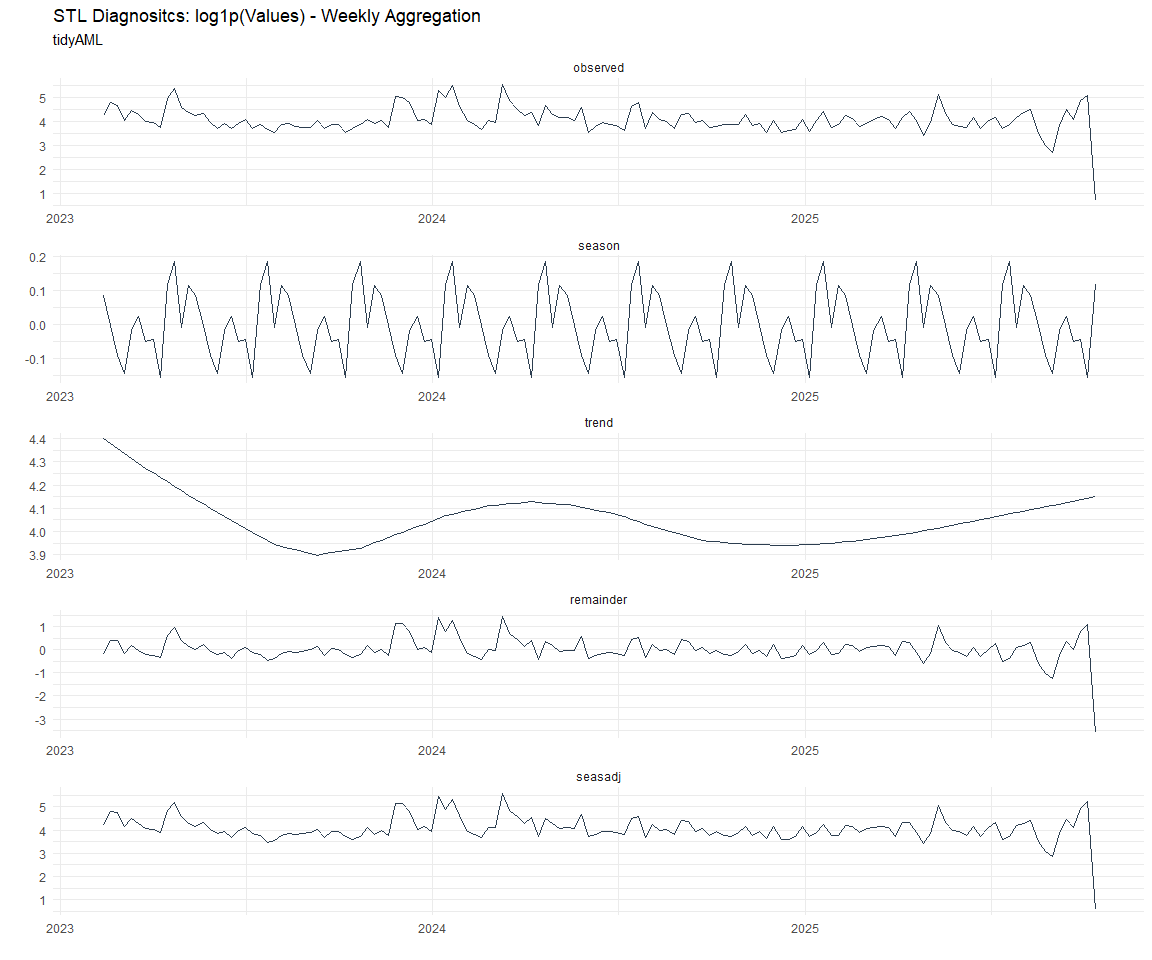 STL Diagnositcs: log1p(Values) - Weekly Aggregation
tidyAML
observed
5
4
3
2
1
2023 2024 2025
season
0.2
0.1
0.0
-0.1
2023 2024 2025
trend
4.4
4.3
4.2
4.1
4.0
3.9
2023 2024 2025
remainder
1
0
-1
-2
-3
2023 2024 2025
seasadj
5
4
3
2
1
2023 2024 2025